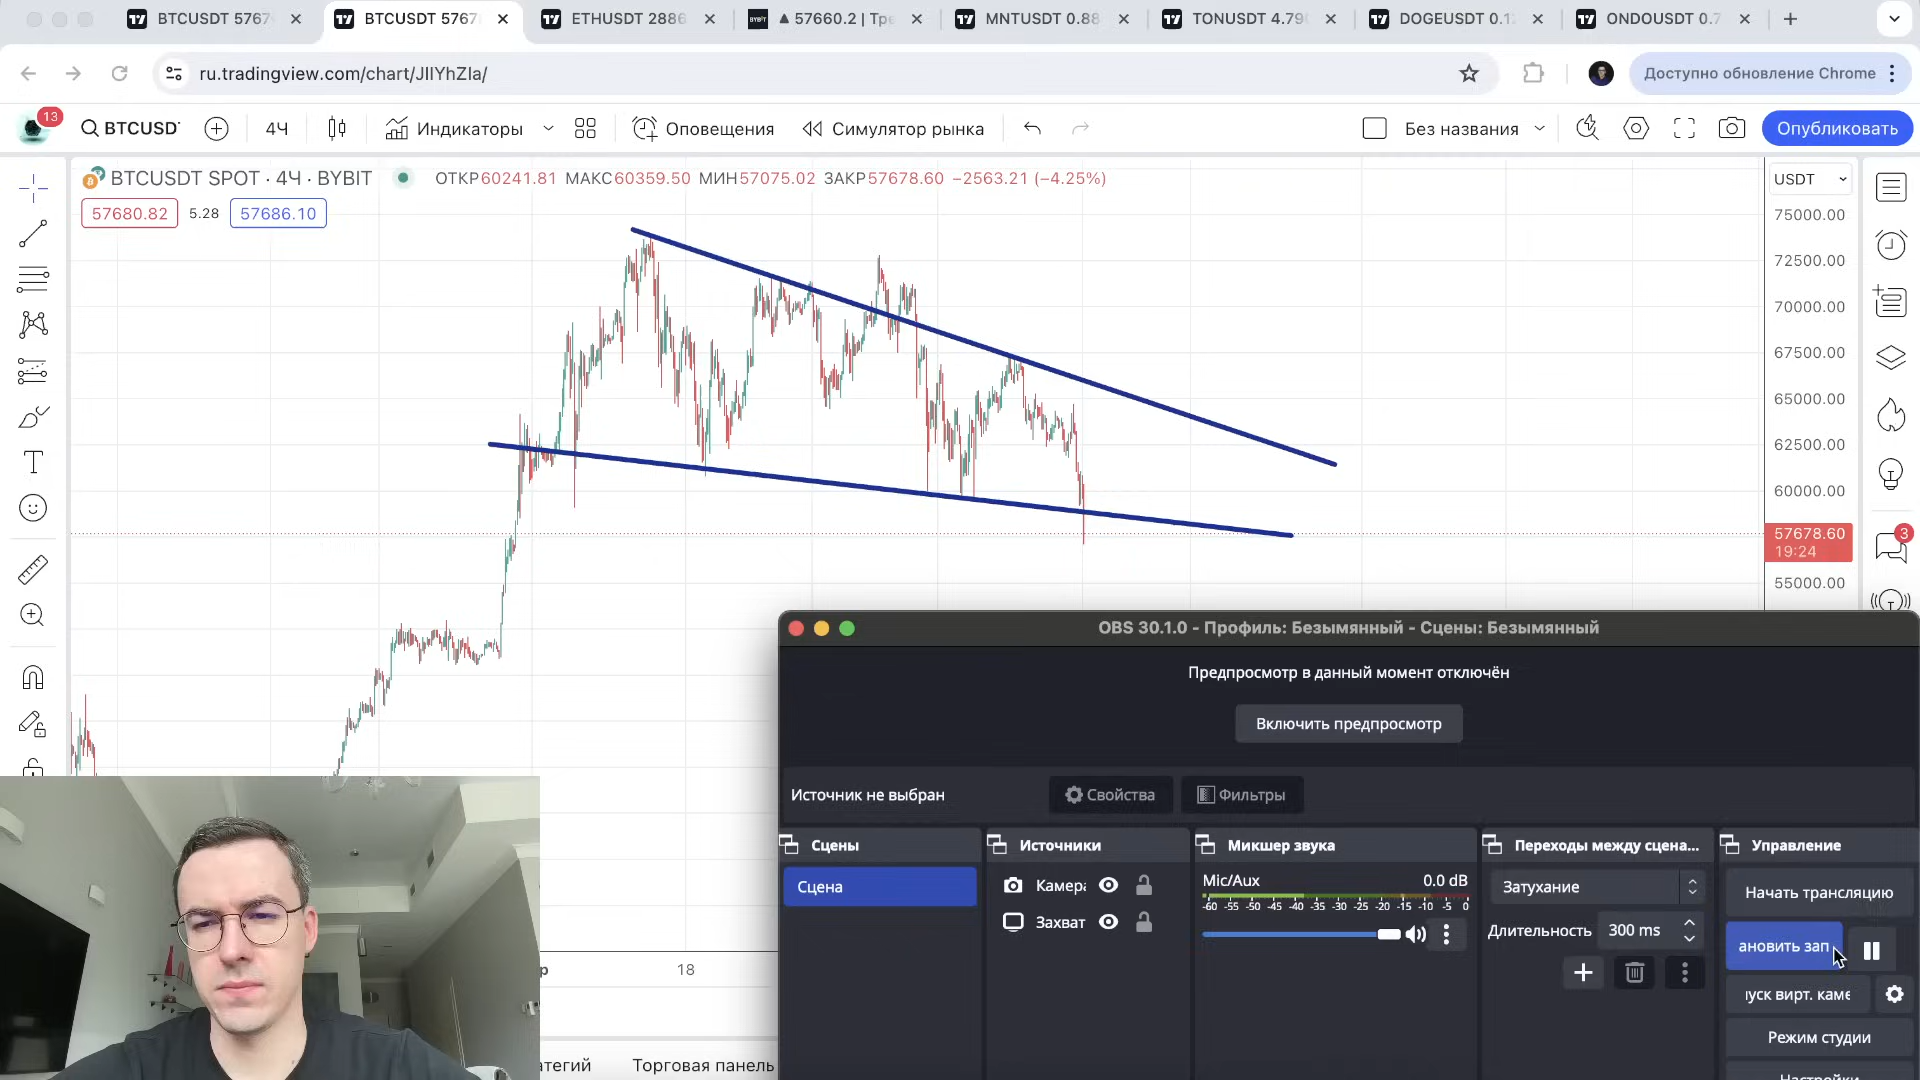 BTCUSDT 5767
BTCUSDT 5767
ETHUSDT 2886
BYBIT
▲ 57660.2 | Тре
MNTUSDT 0.88
TONUSDT 4.79
DOGEUSDT 0.1
ONDOUSDT 0.7
ru.tradingview.com/chart/JIIYhZIa/
Доступно обновление Chrome
13
BTCUSD
4Ч
Индикаторы
Оповещения
Симулятор рынка
Без названия
Опубликовать
BTCUSDT SPOT · 4Ч · BYBIT
ОТКР60241.81 МАКС60359.50 МИН57075.02 ЗАКР57678.60 −2563.21 (−4.25%)
57680.82
5.28
57686.10
USDT
75000.00
72500.00
70000.00
67500.00
65000.00
62500.00
60000.00
57678.60
19:24
55000.00
3
OBS 30.1.0 - Профиль: Безымянный - Сцены: Безымянный
Предпросмотр в данный момент отключён
Включить предпросмотр
Источник не выбран
Свойства
Фильтры
Сцены
Источники
Микшер звука
Переходы между сцена...
Управление
Сцена
Камера
Захват
Mic/Aux
0.0 dB
-60 -55 -50 -45 -40 -35 -30 -25 -20 -15 -10 -5 0
Затухание
Длительность
300 ms
Начать трансляцию
ановить зап
уск вирт. каме
Режим студии
Настройки
р
18
атегий
Торговая панель